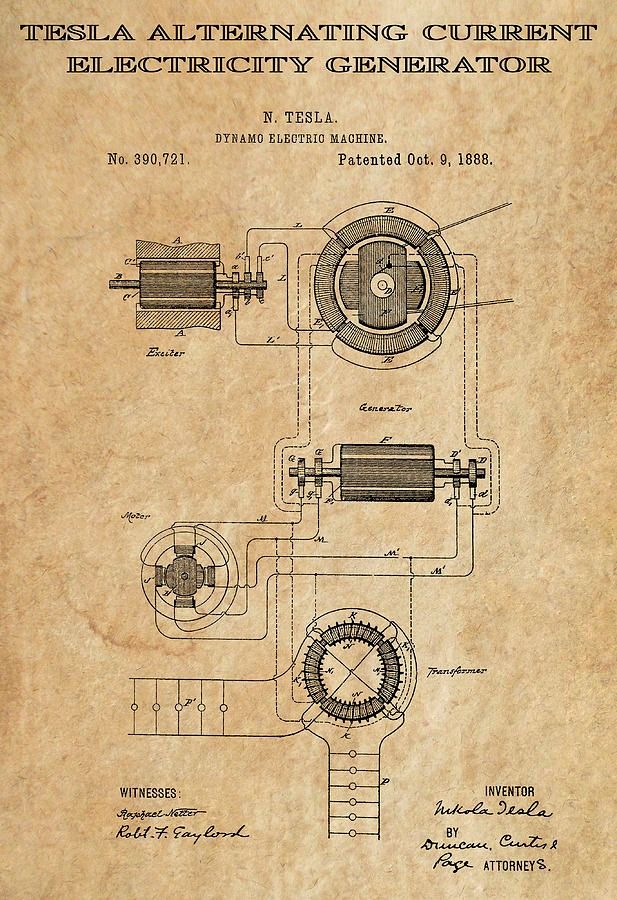 TESLA ALTERNATING CURRENT
ELECTRICITY GENERATOR
N. TESLA.
DYNAMO ELECTRIC MACHINE.
No. 390,721.
Patented Oct. 9, 1888.
E
L
A
C'
B
a
b'
c'
L
C'
A
L'
E
Exciter
Generator
F
G
G'
D'
D
g
d
Motor
M
M
M'
M'
K
N
Transformer
K
N
P'
P
WITNESSES:
Raphael Netter
Robt. F. Gaylord
INVENTOR
Nikola Tesla
BY
Duncan, Curtis &
Page ATTORNEYS.